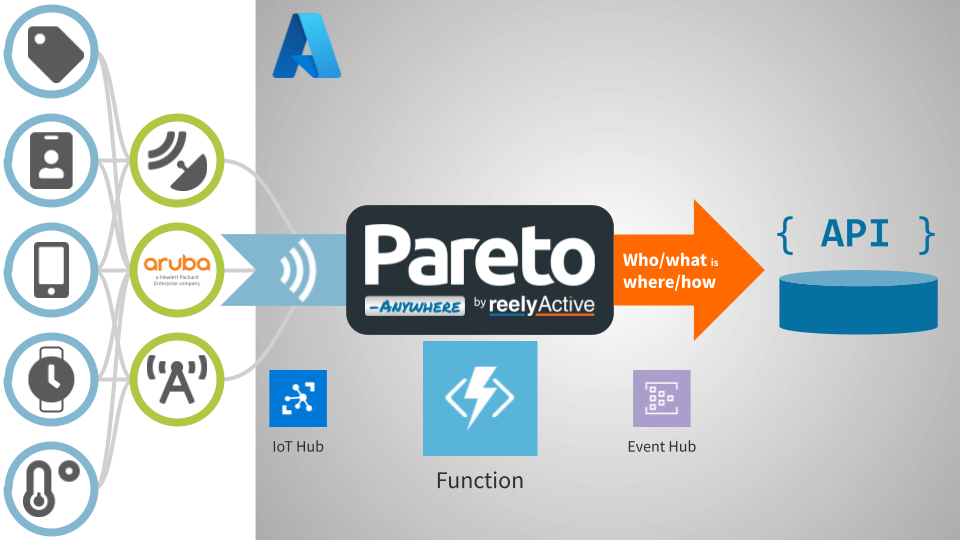 aruba
a Hewlett Packard
Enterprise company
Pareto
-ANYWHERE
by reelyActive
Who/what is
where/how
{ API }
IoT Hub
Function
Event Hub